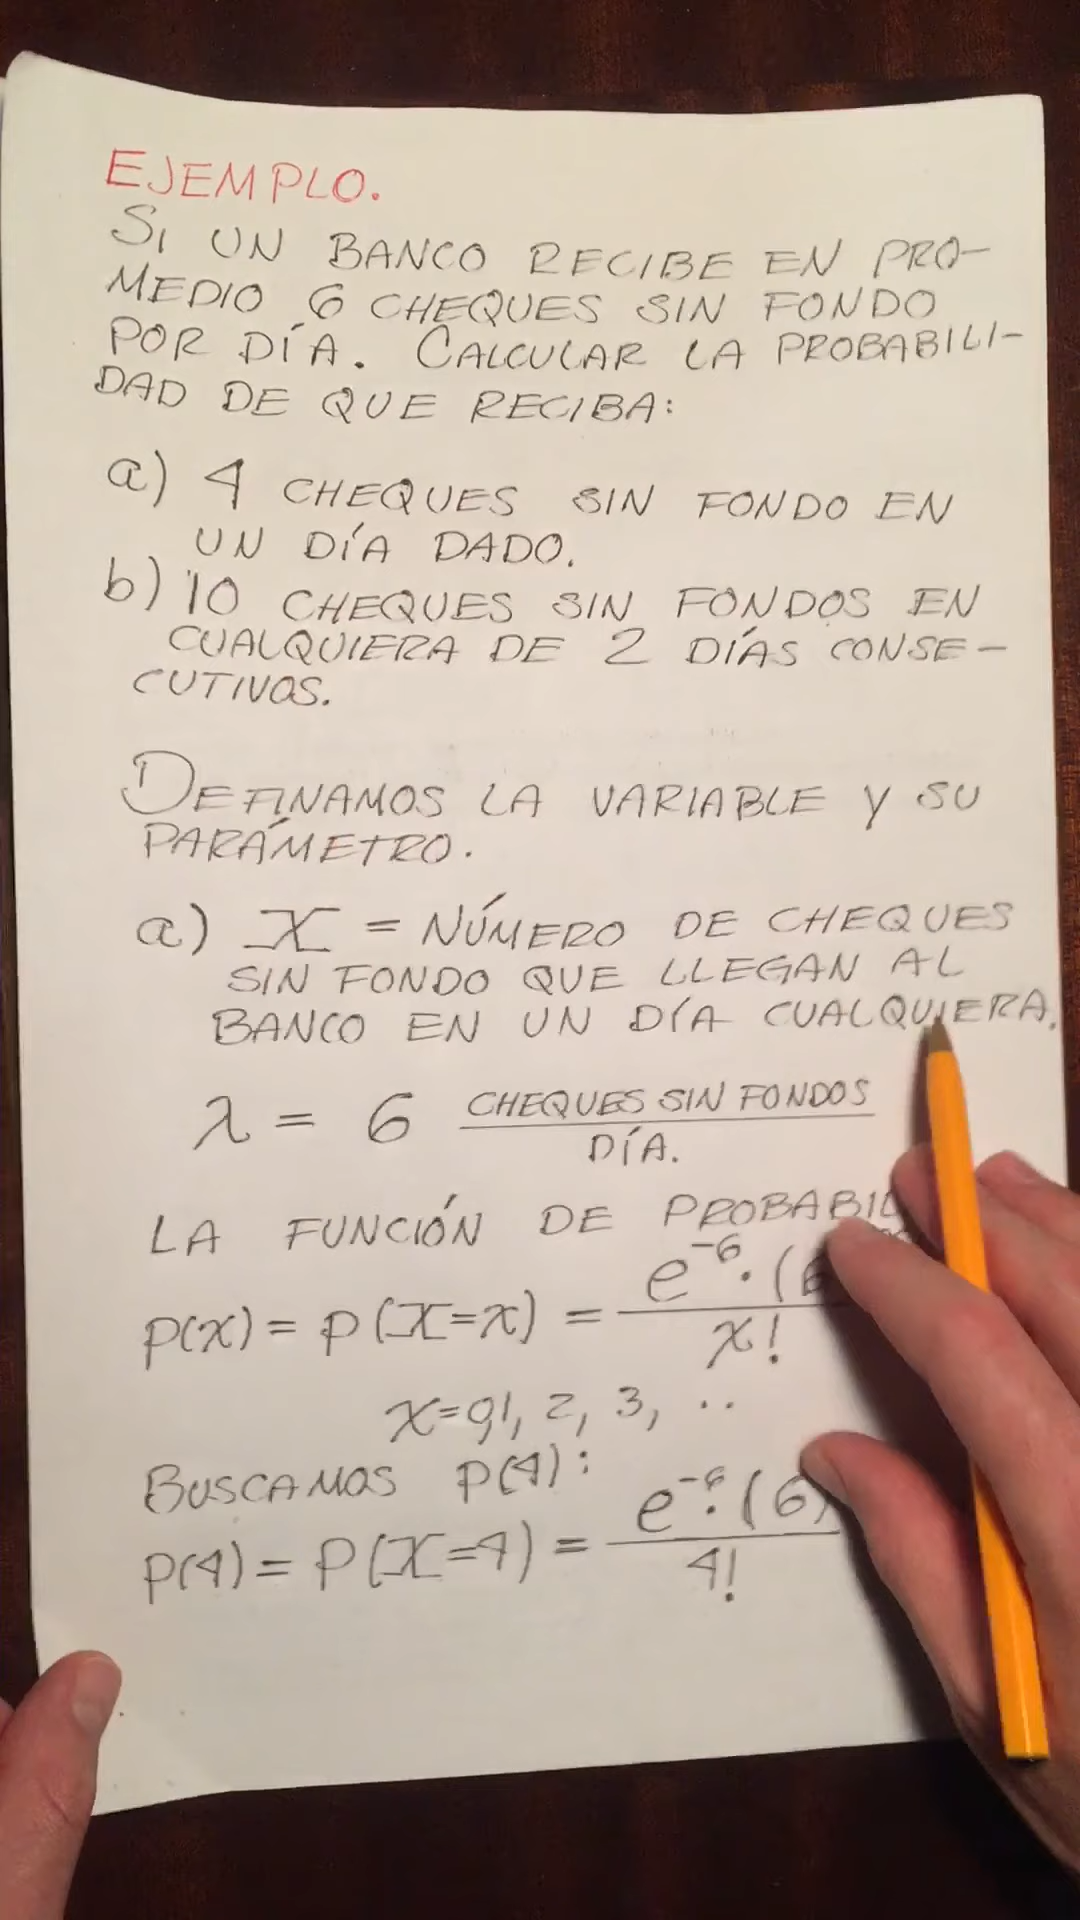 EJEMPLO.
SI UN BANCO RECIBE EN PRO-
MEDIO 6 CHEQUES SIN FONDO
POR DÍA. CALCULAR LA PROBABILI-
DAD DE QUE RECIBA:
a) 4 CHEQUES SIN FONDO EN
UN DÍA DADO.
b) 10 CHEQUES SIN FONDOS EN
CUALQUIERA DE 2 DÍAS CONSE-
CUTIVOS.
DEFINAMOS LA VARIABLE Y SU
PARÁMETRO.
a) X = NÚMERO DE CHEQUES
SIN FONDO QUE LLEGAN AL
BANCO EN UN DÍA CUALQUIERA.
λ = 6 CHEQUES SIN FONDOS
DÍA.
LA FUNCIÓN DE PROBABIL
p(x) = p(X=x) = e^-6 · (6 / x!
x=0,1, 2, 3, ..
BUSCAMOS P(4):
p(4) = P(X=4) = e^-6 · (6) / 4!